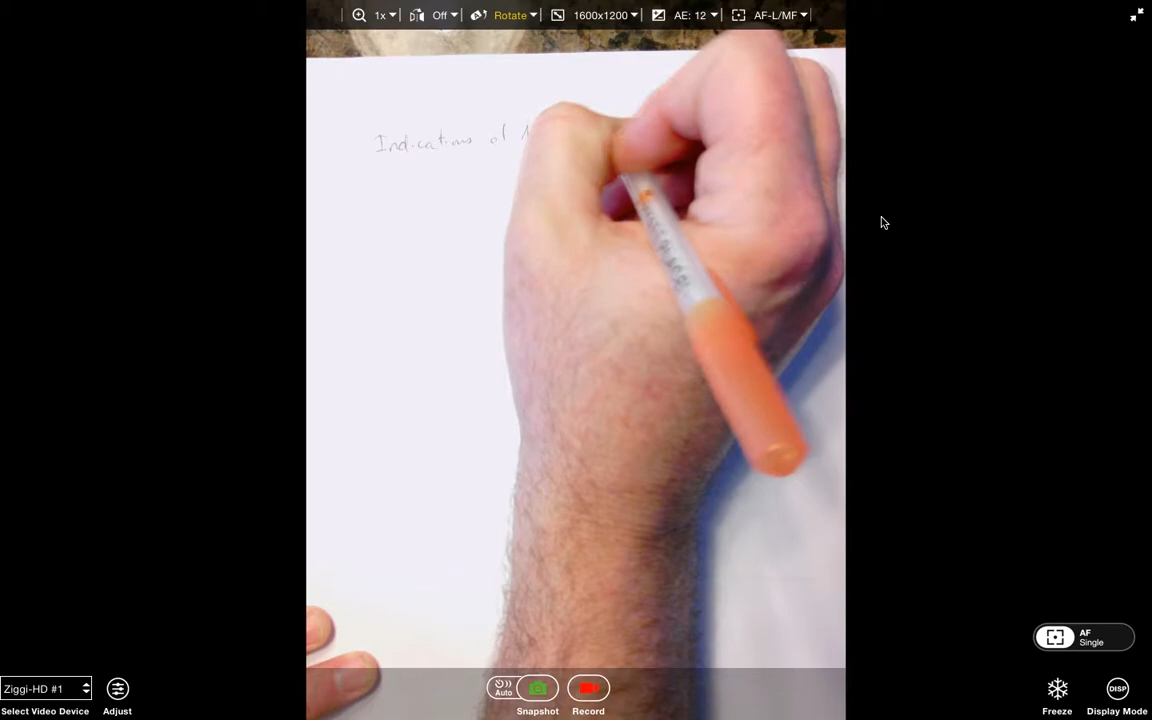 1x Off Rotate 1600x1200 AE: 12 AF-L/MF
Indications of
AF
Single
Ziggi-HD #1
Select Video Device
Adjust
Auto
Snapshot
Record
Freeze
DISP
Display Mode